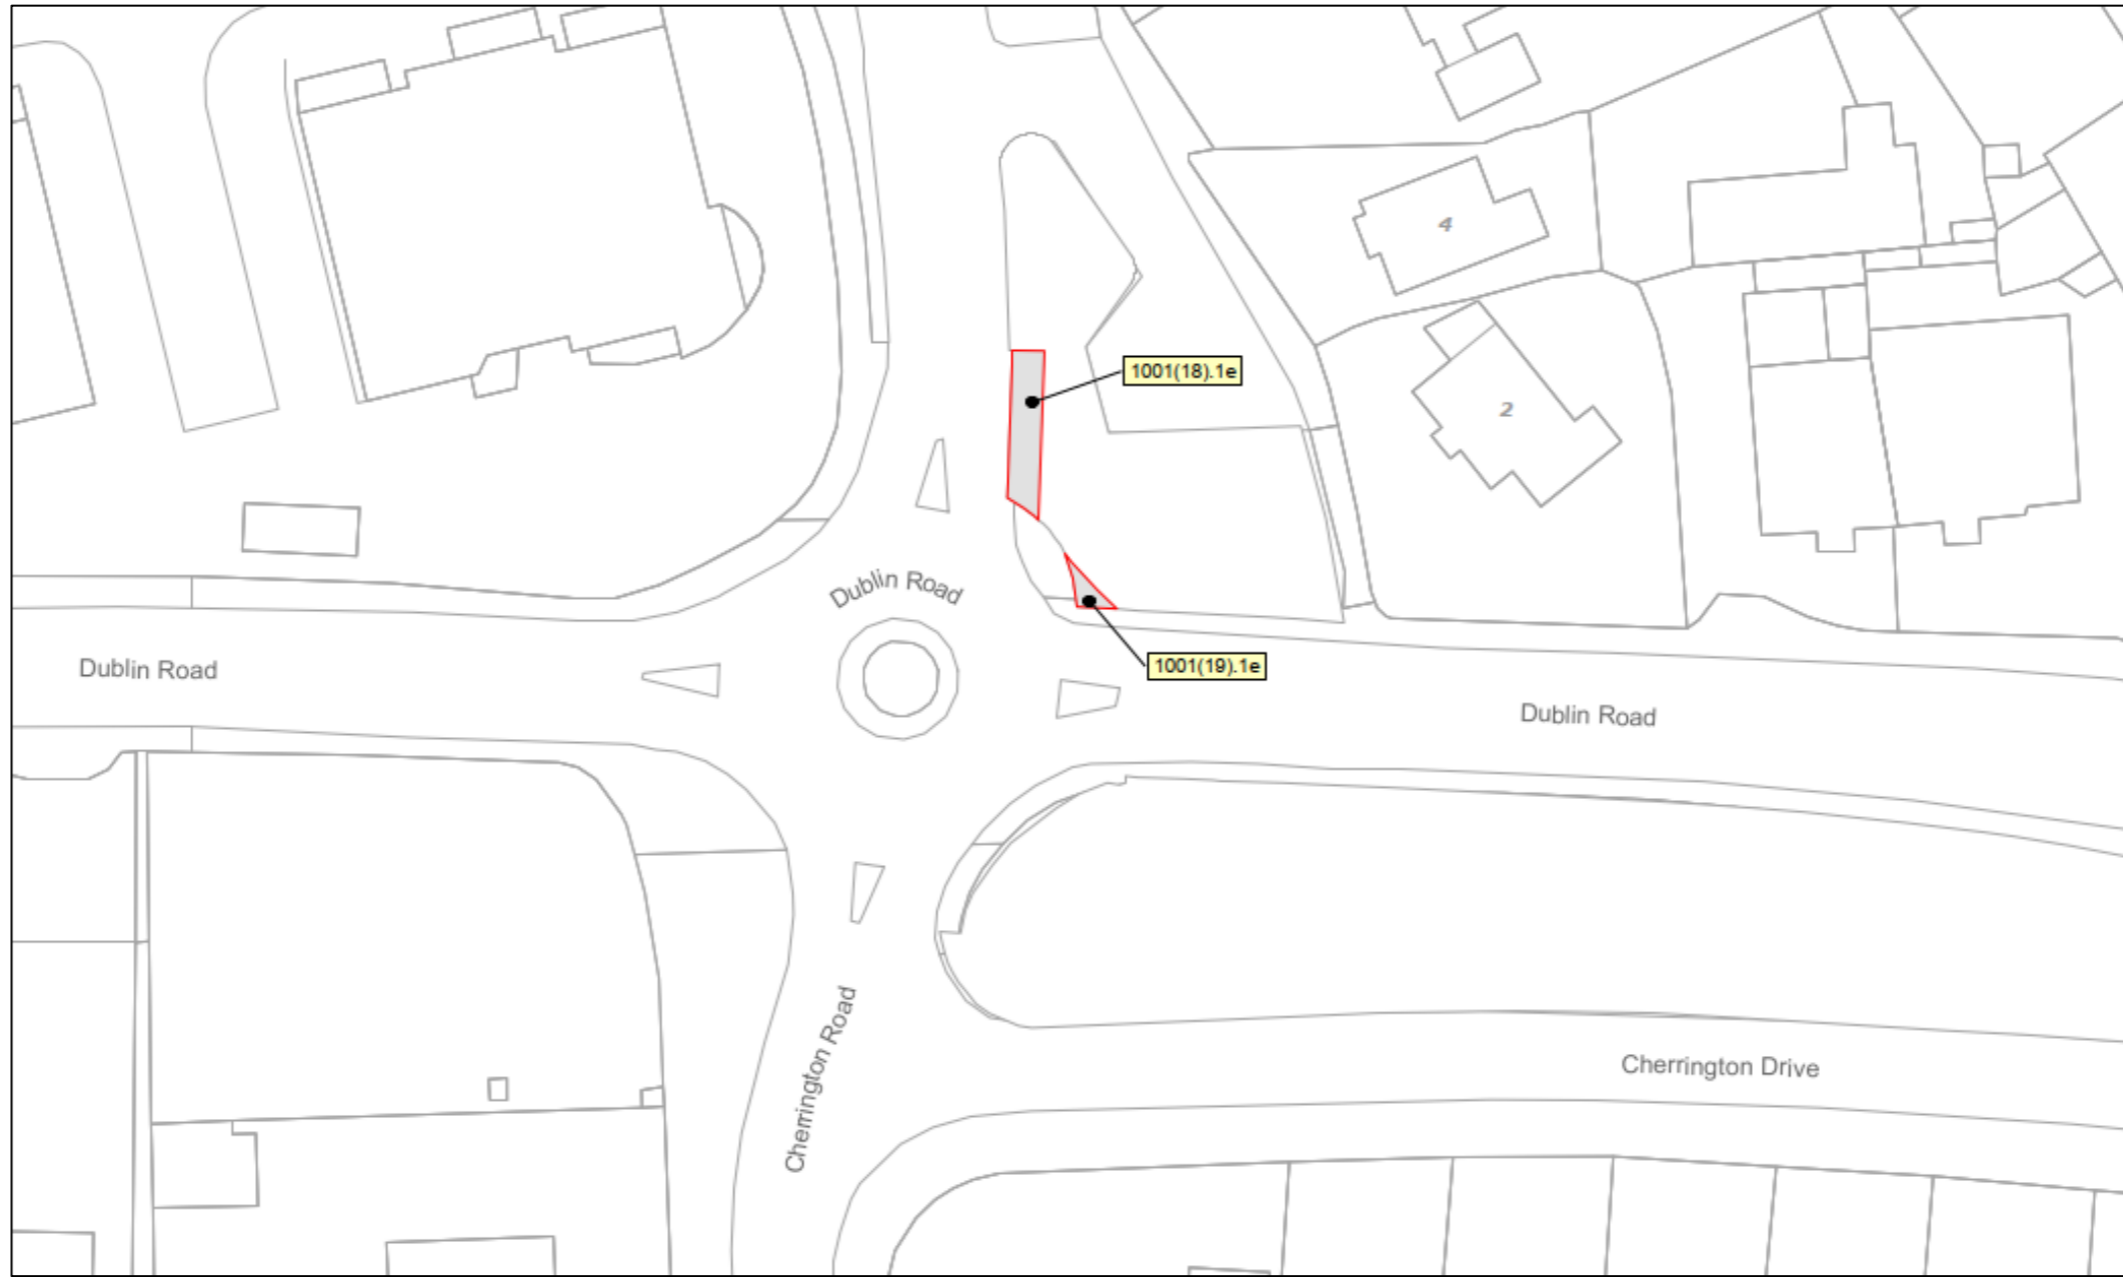 4
1001(18).1e
2
Dublin Road
1001(19).1e
Dublin Road
Dublin Road
Cherrington Road
Cherrington Drive